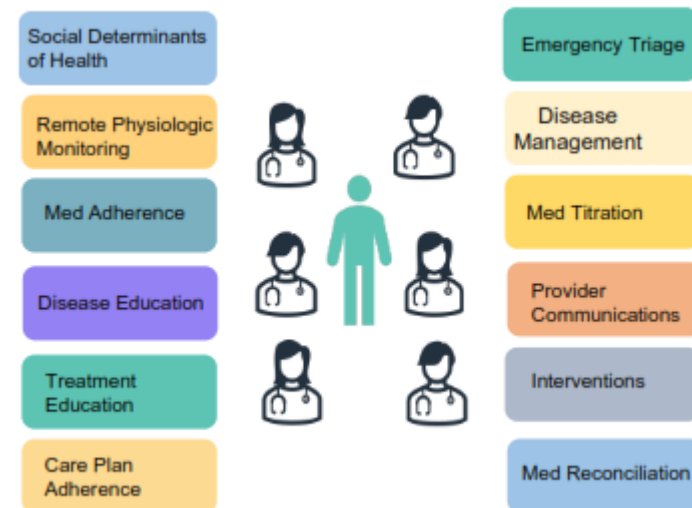 Social Determinants
of Health
Remote Physiologic
Monitoring
Med Adherence
Disease Education
Treatment
Education
Care Plan
Adherence
Emergency Triage
Disease
Management
Med Titration
Provider
Communications
Interventions
Med Reconciliation